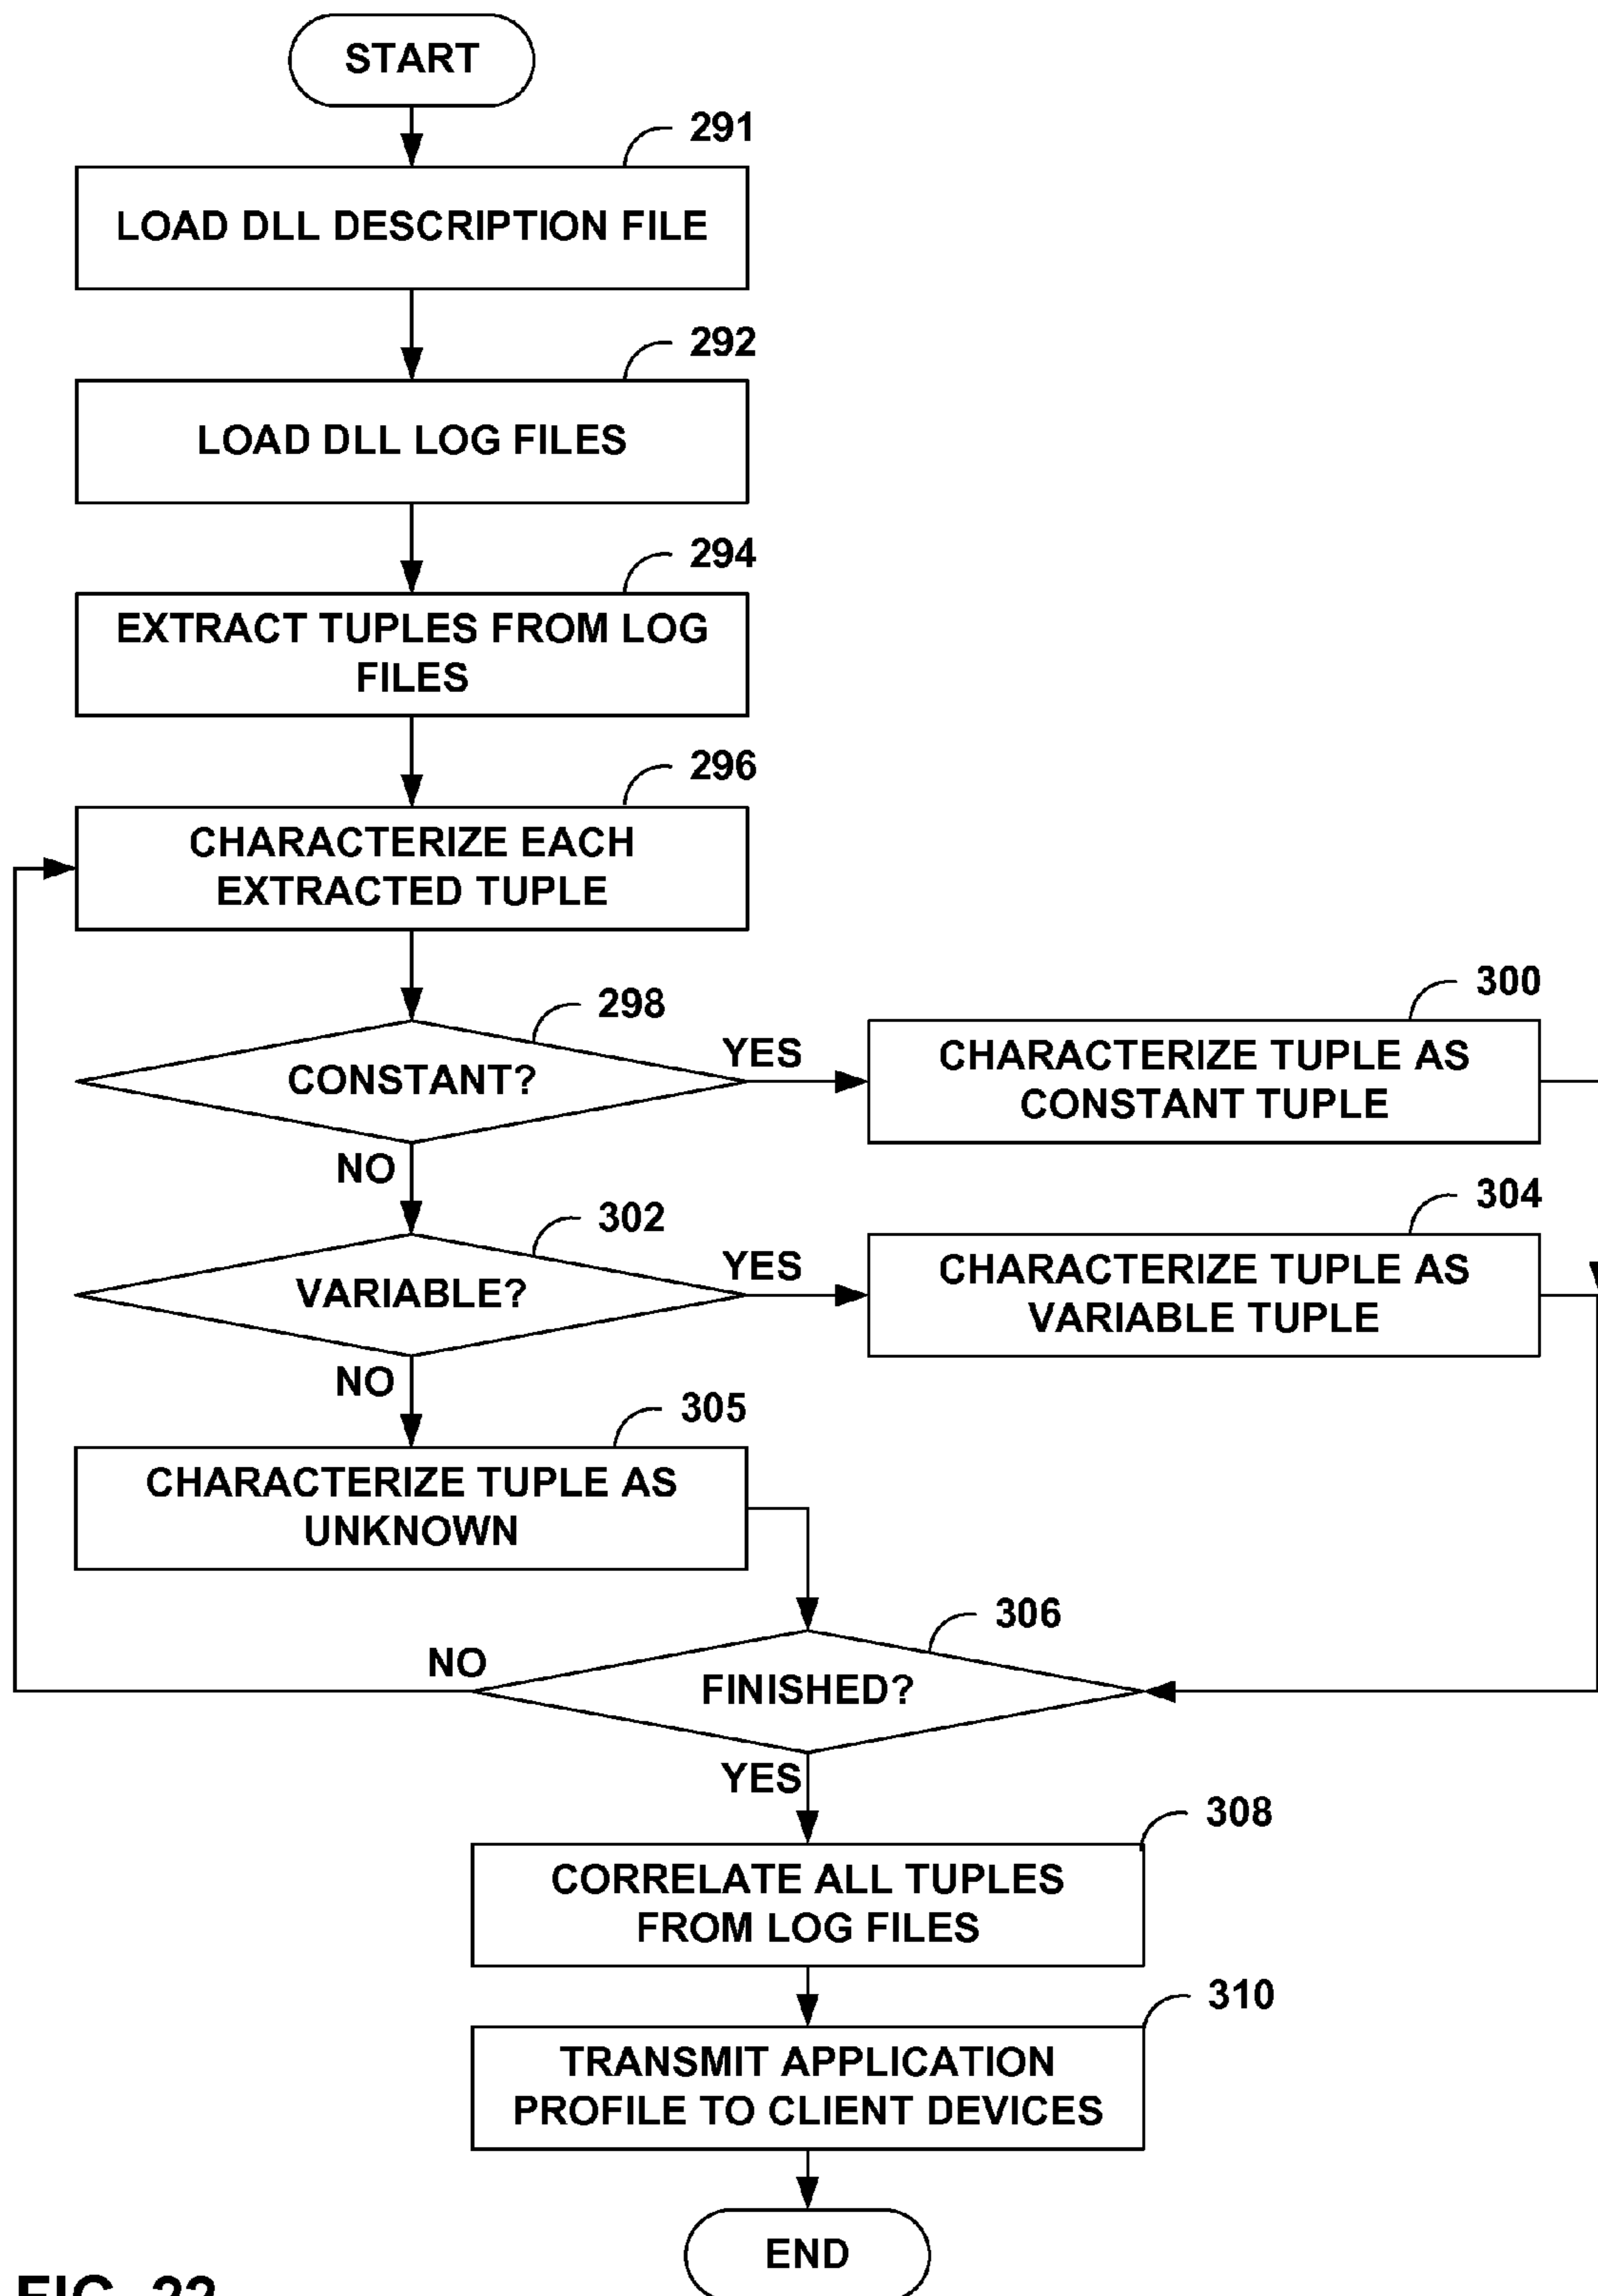 START
291
LOAD DLL DESCRIPTION FILE
292
LOAD DLL LOG FILES
294
EXTRACT TUPLES FROM LOG
FILES
296
CHARACTERIZE EACH
EXTRACTED TUPLE
298
CONSTANT?
YES
300
CHARACTERIZE TUPLE AS
CONSTANT TUPLE
NO
302
VARIABLE?
YES
304
CHARACTERIZE TUPLE AS
VARIABLE TUPLE
NO
305
CHARACTERIZE TUPLE AS
UNKNOWN
306
NO
FINISHED?
YES
308
CORRELATE ALL TUPLES
FROM LOG FILES
310
TRANSMIT APPLICATION
PROFILE TO CLIENT DEVICES
END
FIG. 22